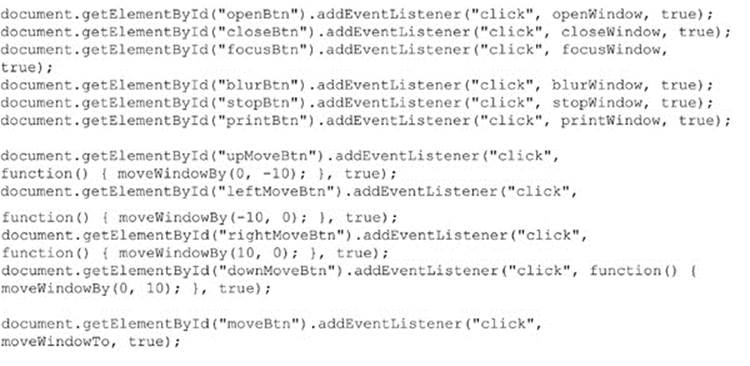 document.getElementById("openBtn").addEventListener("click", openWindow, true);
document.getElementById("closeBtn").addEventListener("click", closeWindow, true);
document.getElementById("focusBtn").addEventListener("click", focusWindow,
true);
document.getElementById("blurBtn").addEventListener("click", blurWindow, true);
document.getElementById("stopBtn").addEventListener("click", stopWindow, true);
document.getElementById("printBtn").addEventListener("click", printWindow, true);
document.getElementById("upMoveBtn").addEventListener("click",
function() { moveWindowBy(0, -10); }, true);
document.getElementById("leftMoveBtn").addEventListener("click",
function() { moveWindowBy(-10, 0); }, true);
document.getElementById("rightMoveBtn").addEventListener("click",
function() { moveWindowBy(10, 0); }, true);
document.getElementById("downMoveBtn").addEventListener("click", function() {
moveWindowBy(0, 10); }, true);
document.getElementById("moveBtn").addEventListener("click",
moveWindowTo, true);